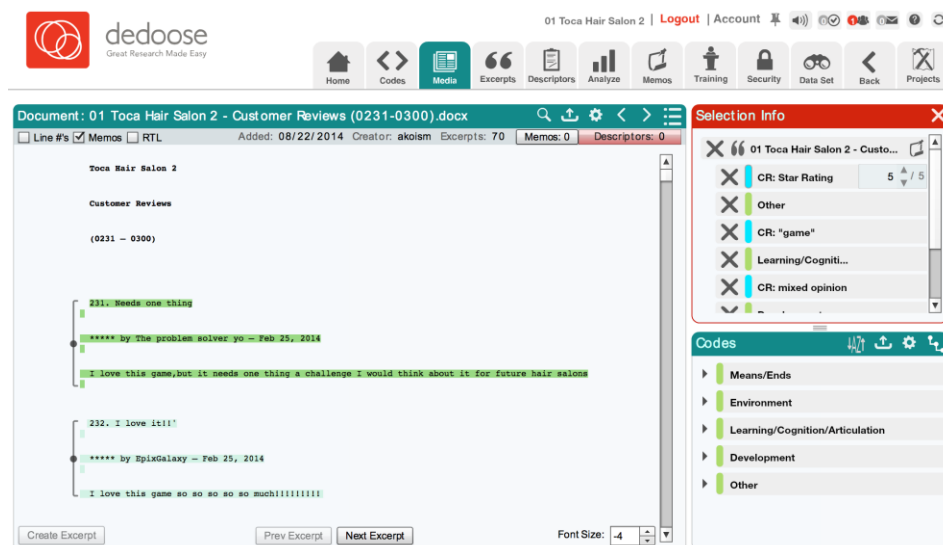 01 Toca Hair Salon 2 | Logout | Account
dedoose
Great Research Made Easy
Home
Codes
Media
Excerpts
Descriptors
Analyze
Memos
Training
Security
Data Set
Back
Projects
Document: 01 Toca Hair Salon 2 - Customer Reviews (0231-0300).docx
Line #'s Memos RTL Added: 08/22/2014 Creator: akoism Excerpts: 70 Memos: 0 Descriptors: 0
Toca Hair Salon 2
Customer Reviews
(0231 – 0300)
231. Needs one thing
***** by The problem solver yo – Feb 25, 2014
I love this game,but it needs one thing a challenge I would think about it for future hair salons
232. I love it!!'
***** by EpixGalaxy – Feb 25, 2014
I love this game so so so so so much!!!!!!!!!
Create Excerpt Prev Excerpt Next Excerpt Font Size: -4
Selection Info
01 Toca Hair Salon 2 - Custo...
CR: Star Rating 5 / 5
Other
CR: "game"
Learning/Cogniti...
CR: mixed opinion
Codes
Means/Ends
Environment
Learning/Cognition/Articulation
Development
Other